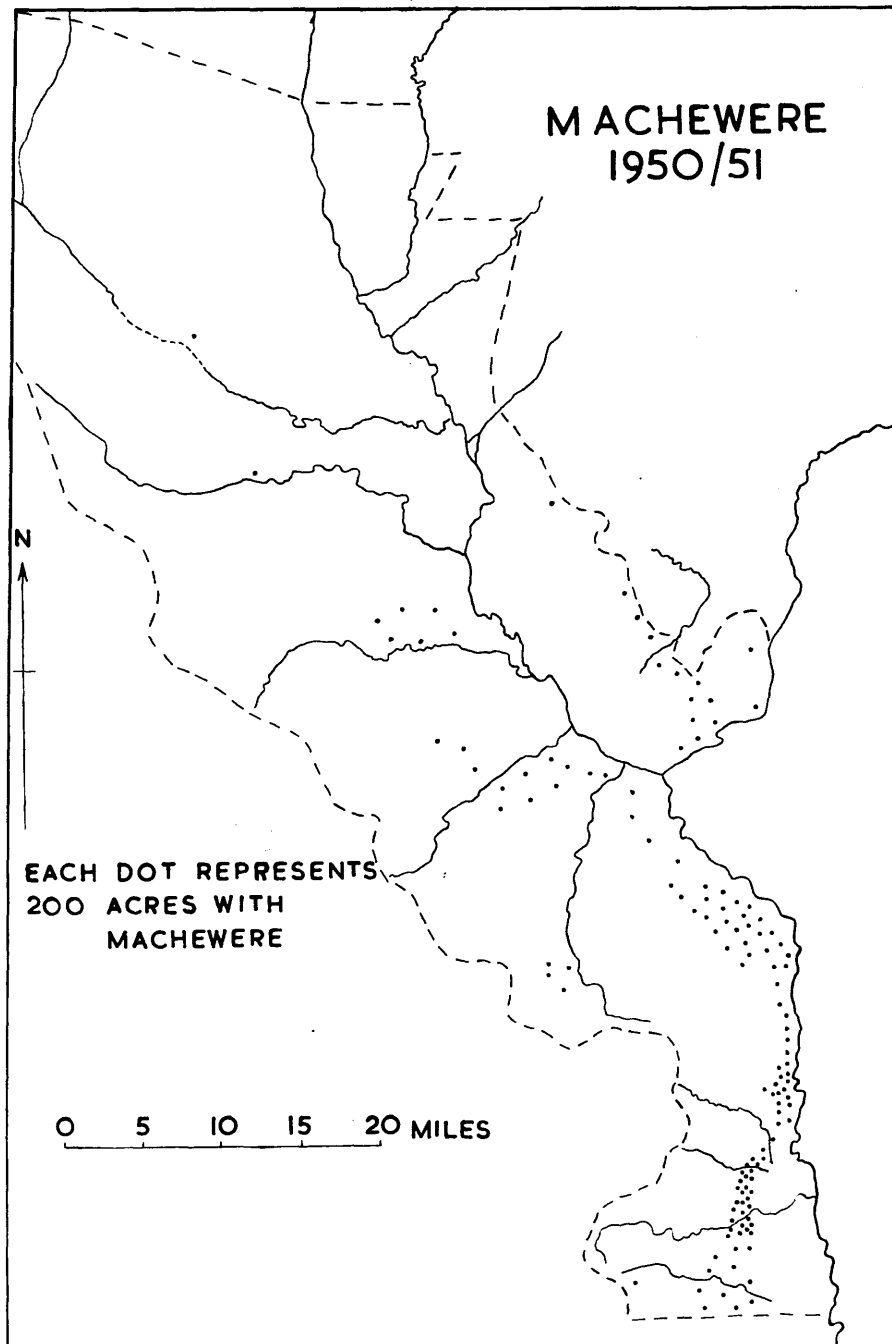 MACHEWERE
1950/51
N
EACH DOT REPRESENTS
200 ACRES WITH
MACHEWERE
0 5 10 15 20 MILES